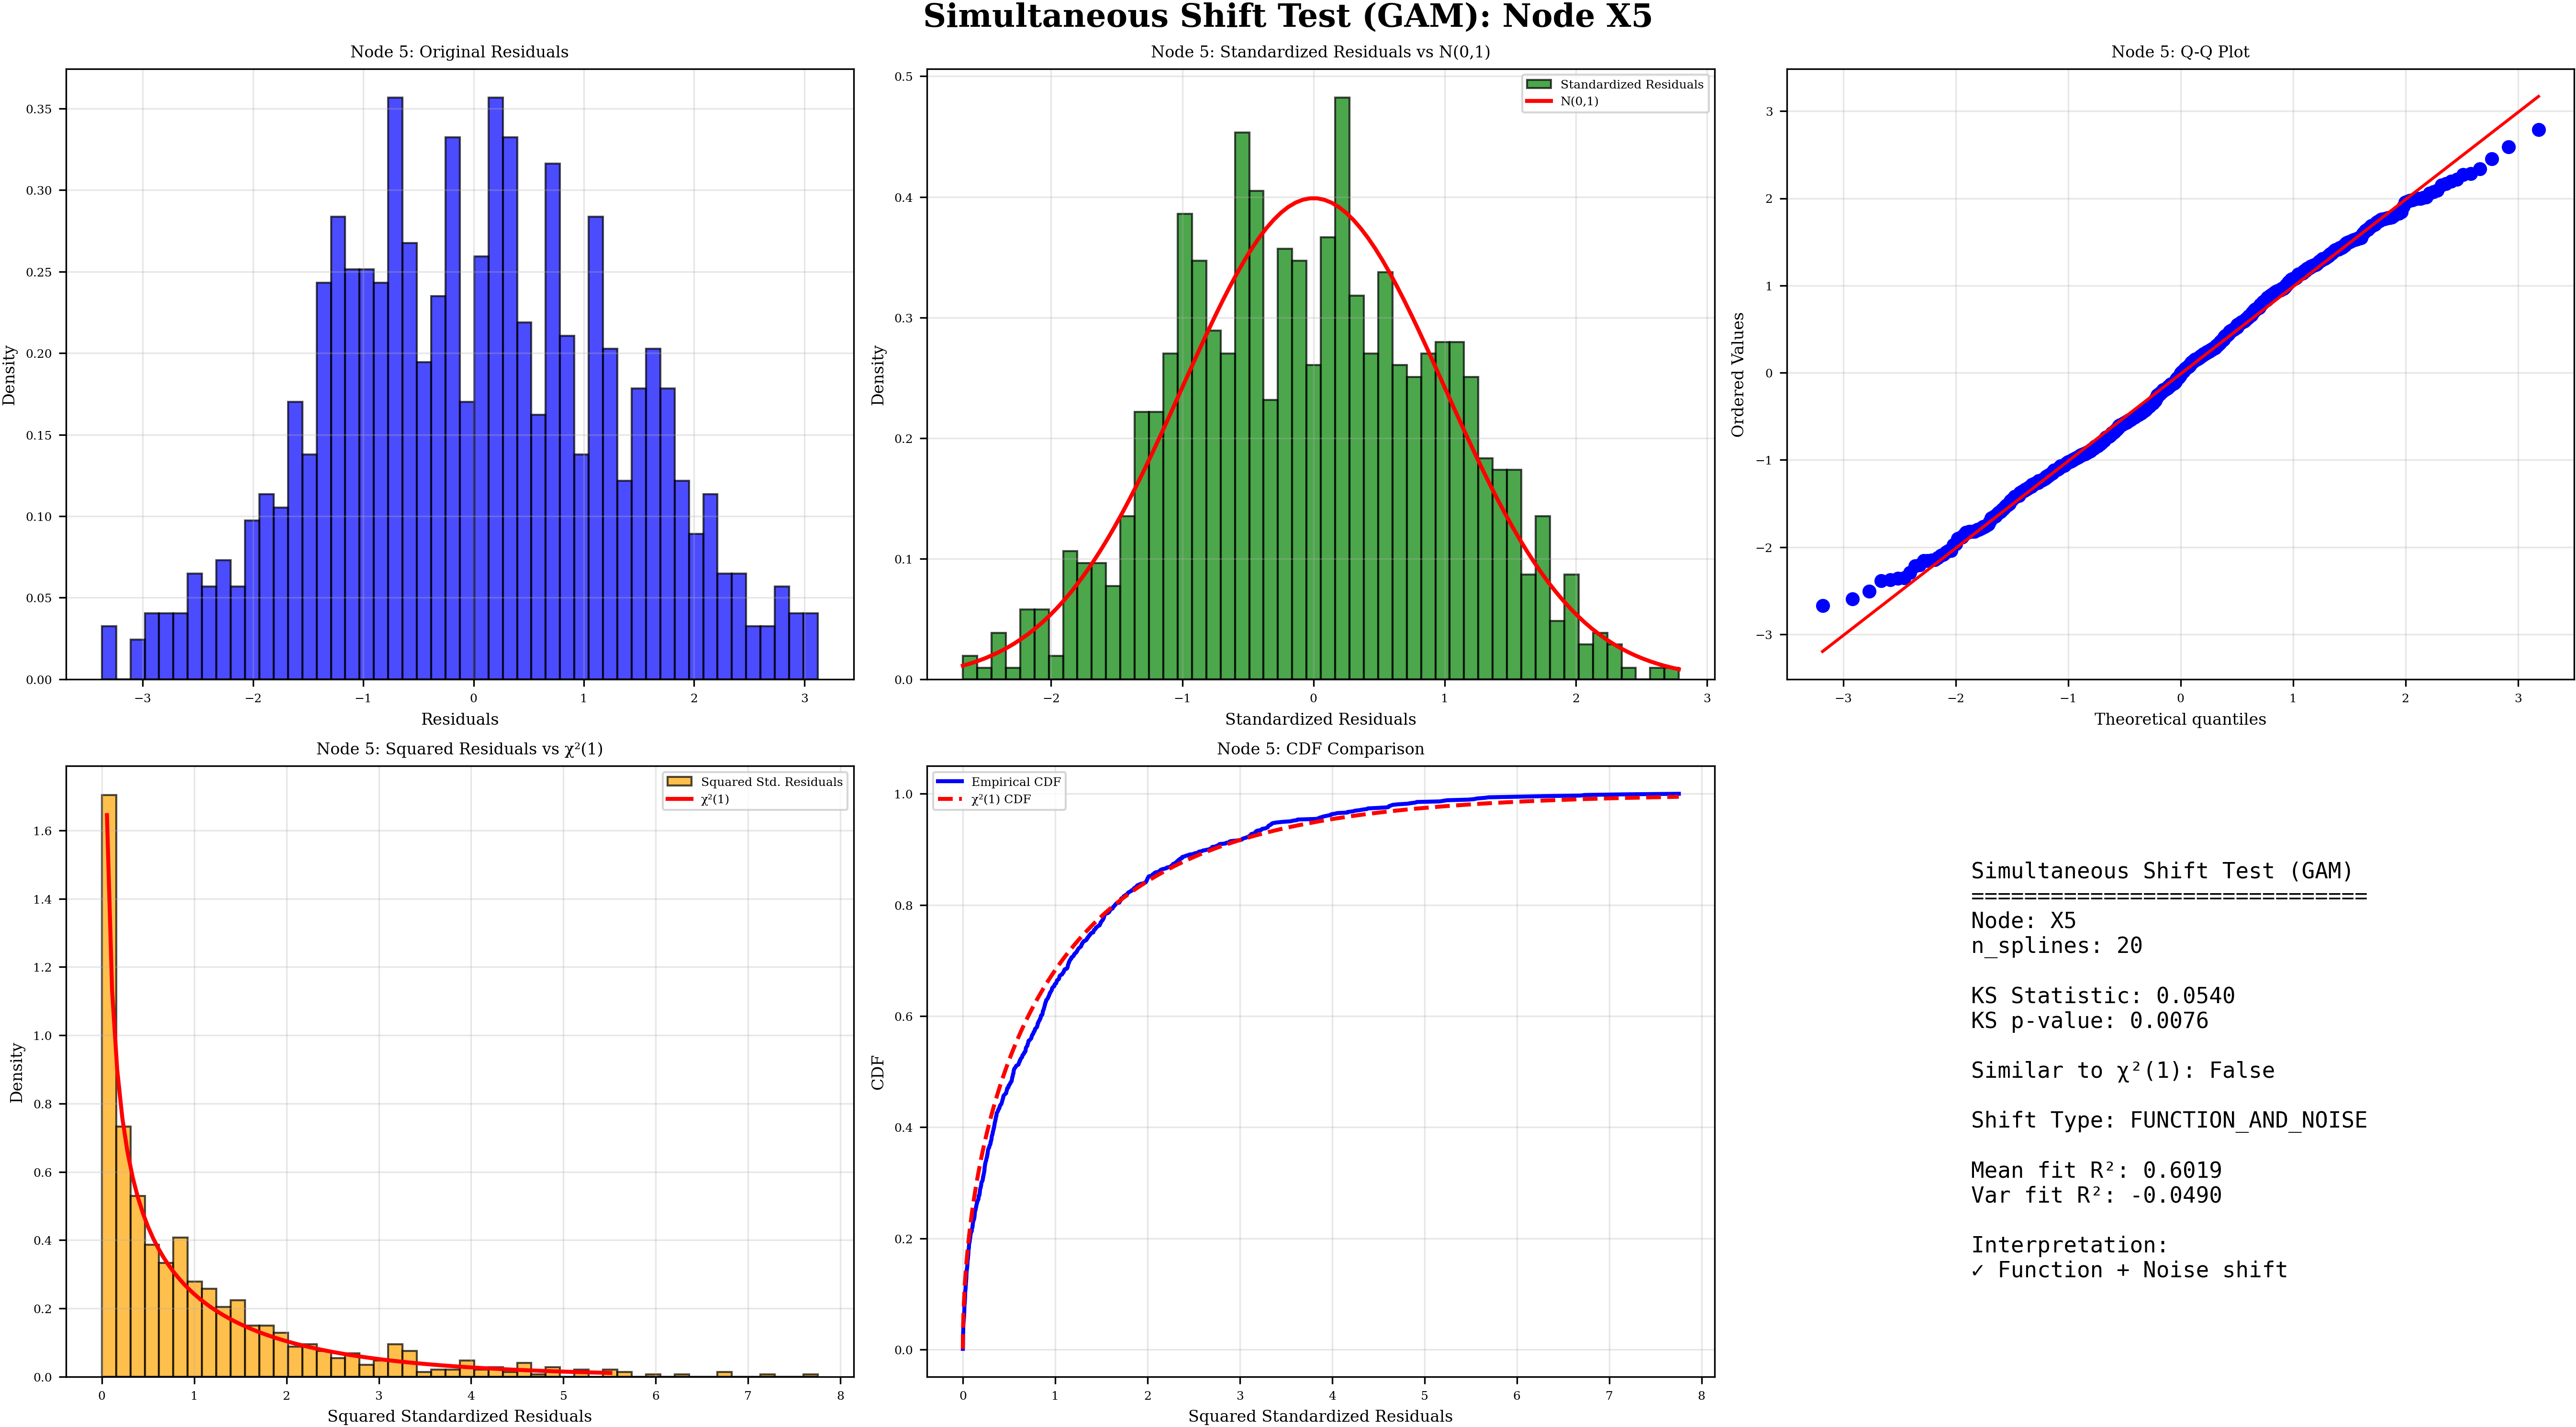 Simultaneous Shift Test (GAM): Node X5
Node 5: Original Residuals
0.35
0.30
0.25
0.20
0.15
0.10
0.05
0.00
Density
−3 −2 −1 0 1 2 3
Residuals
Node 5: Standardized Residuals vs N(0,1)
Standardized Residuals
N(0,1)
0.5
0.4
0.3
0.2
0.1
0.0
Density
−2 −1 0 1 2 3
Standardized Residuals
Node 5: Q-Q Plot
3
2
1
0
−1
−2
−3
Ordered Values
−3 −2 −1 0 1 2 3
Theoretical quantiles
Node 5: Squared Residuals vs χ²(1)
Squared Std. Residuals
χ²(1)
1.6
1.4
1.2
1.0
0.8
0.6
0.4
0.2
0.0
Density
0 1 2 3 4 5 6 7 8
Squared Standardized Residuals
Node 5: CDF Comparison
Empirical CDF
χ²(1) CDF
1.0
0.8
0.6
0.4
0.2
0.0
CDF
0 1 2 3 4 5 6 7 8
Squared Standardized Residuals
Simultaneous Shift Test (GAM)
==============================
Node: X5
n_splines: 20
KS Statistic: 0.0540
KS p-value: 0.0076
Similar to χ²(1): False
Shift Type: FUNCTION_AND_NOISE
Mean fit R²: 0.6019
Var fit R²: -0.0490
Interpretation:
✓ Function + Noise shift